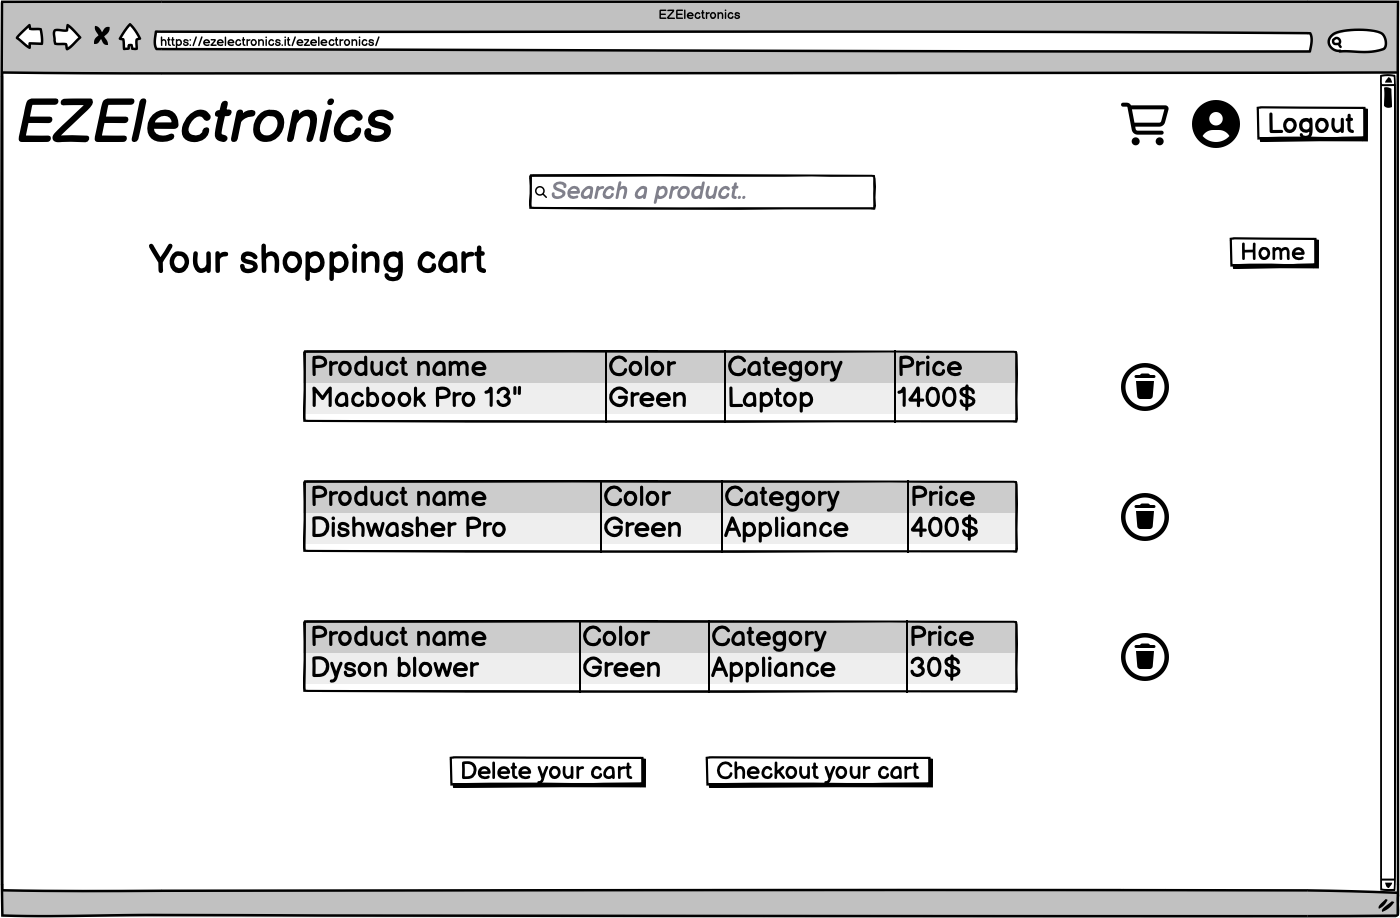 EZElectronics
https://ezelectronics.it/ezelectronics/
EZElectronics
Logout
Search a product..
Your shopping cart
Home
Product name Color Category Price
Macbook Pro 13" Green Laptop 1400$
Product name Color Category Price
Dishwasher Pro Green Appliance 400$
Product name Color Category Price
Dyson blower Green Appliance 30$
Delete your cart Checkout your cart